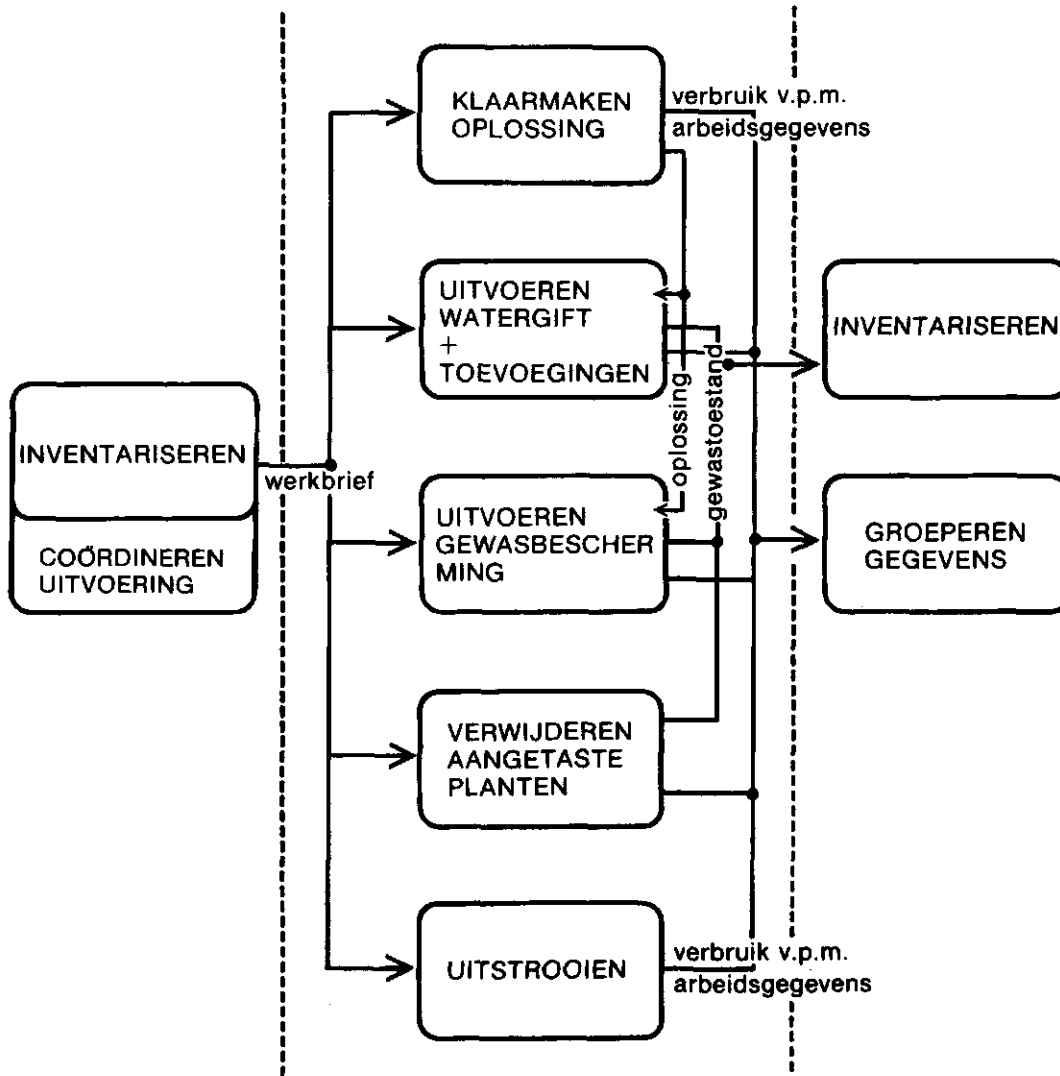 INVENTARISEREN
COÖRDINEREN
UITVOERING
werkbrief
KLAARMAKEN
OPLOSSING
verbruik v.p.m.
arbeidsgegevens
UITVOEREN
WATERGIFT
+
TOEVOEGINGEN
oplossing
gewastoestand
UITVOEREN
GEWASBESCHER
MING
VERWIJDEREN
AANGETASTE
PLANTEN
UITSTROOIEN
verbruik v.p.m.
arbeidsgegevens
INVENTARISEREN
GROEPEREN
GEGEVENS